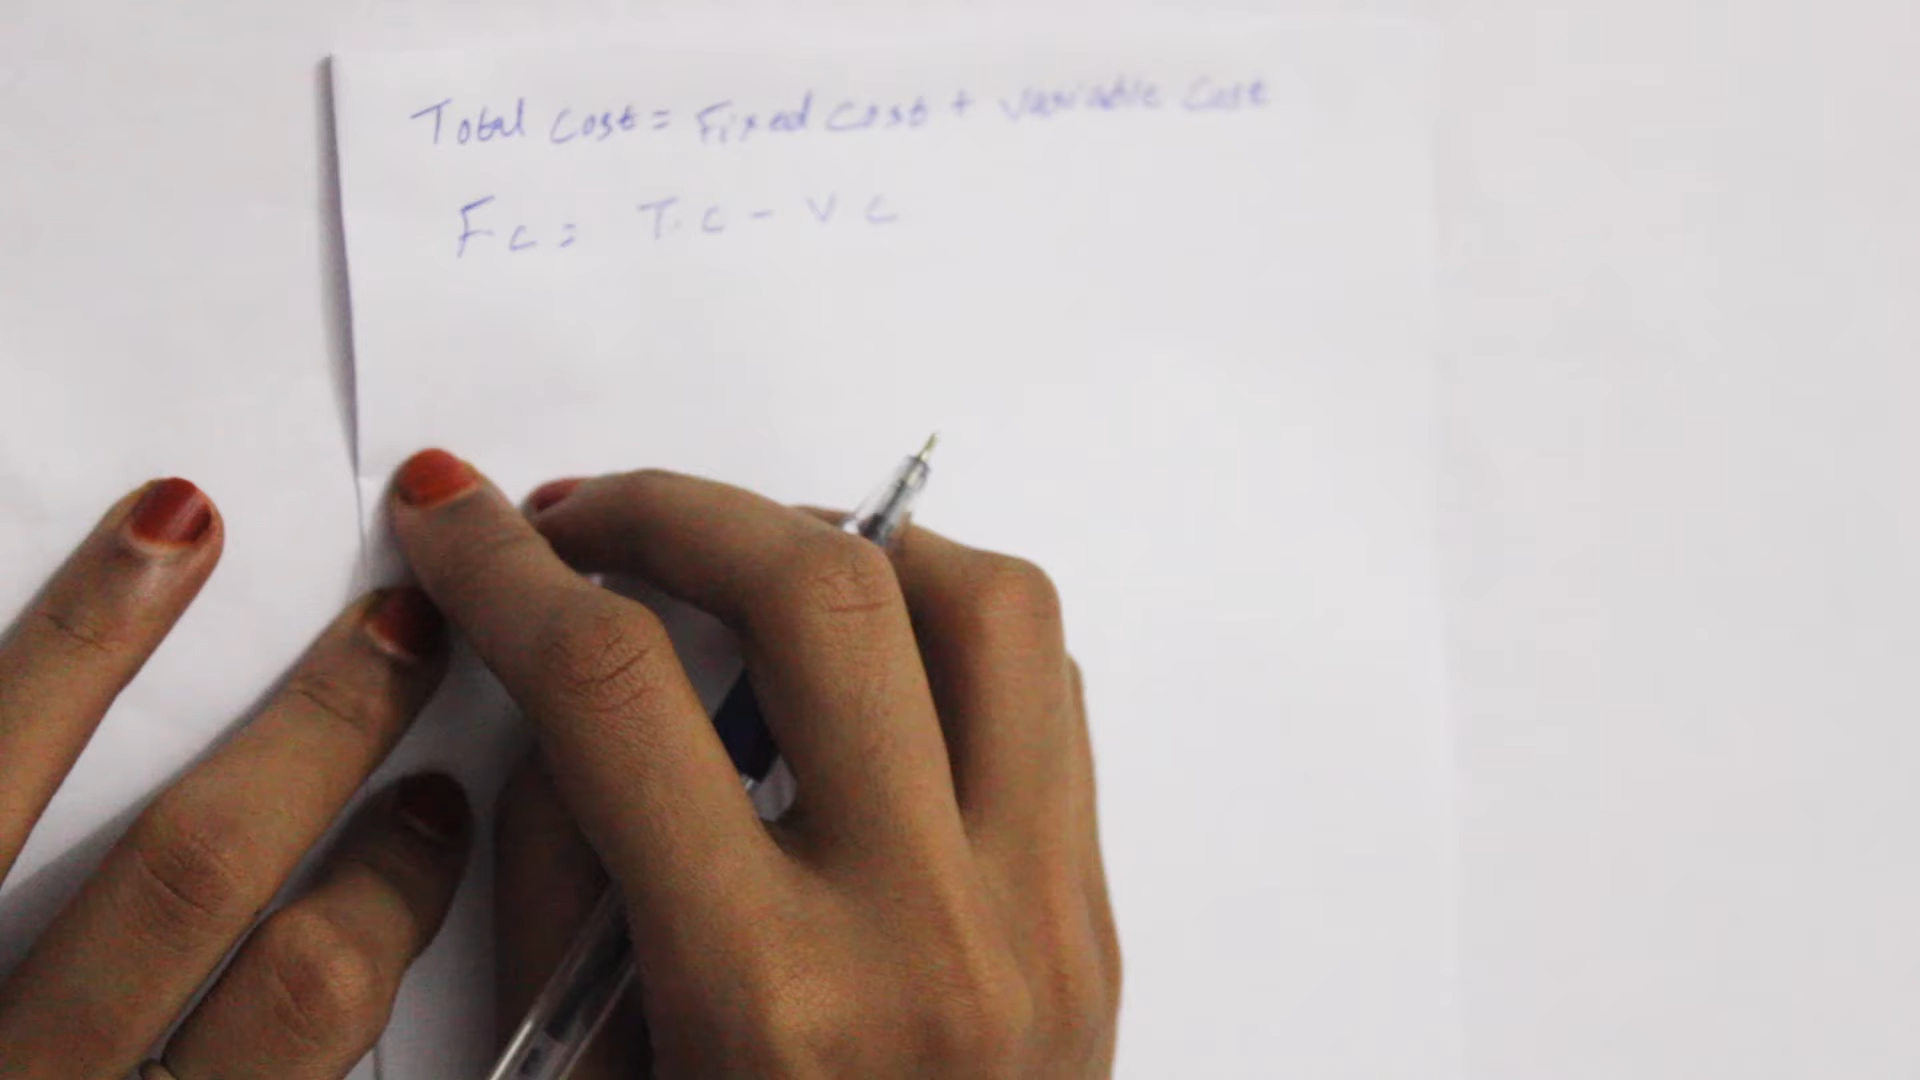 Total Cost = Fixed Cost + Variable Cost
FC = T.C - VC